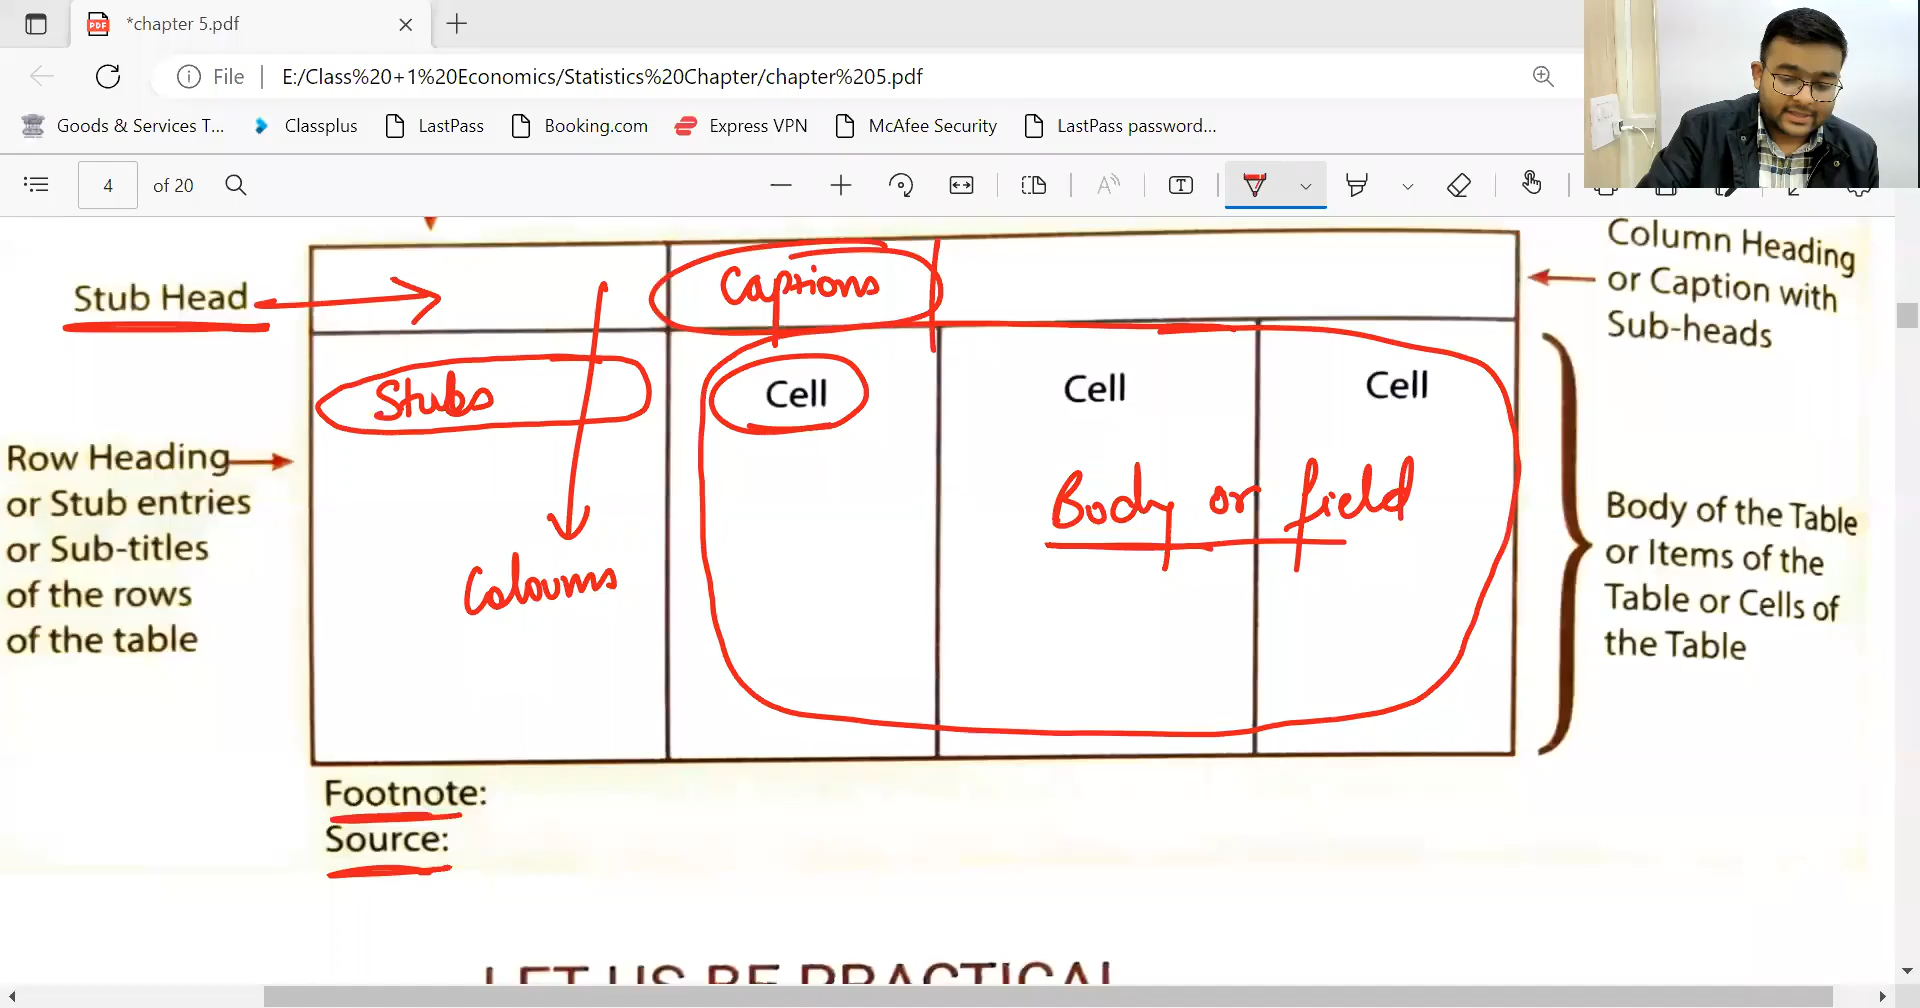 *chapter 5.pdf
File
E:/Class%20+1%20Economics/Statistics%20Chapter/chapter%205.pdf
Goods & Services T...
Classplus
LastPass
Booking.com
Express VPN
McAfee Security
LastPass password...
4
of 20
Stub Head
Captions
Column Heading
or Caption with
Sub-heads
Stubs
Cell
Cell
Cell
Row Heading
or Stub entries
or Sub-titles
of the rows
of the table
Body or field
Coloums
Body of the Table
or Items of the
Table or Cells of
the Table
Footnote:
Source:
LET US BE PRACTICAL